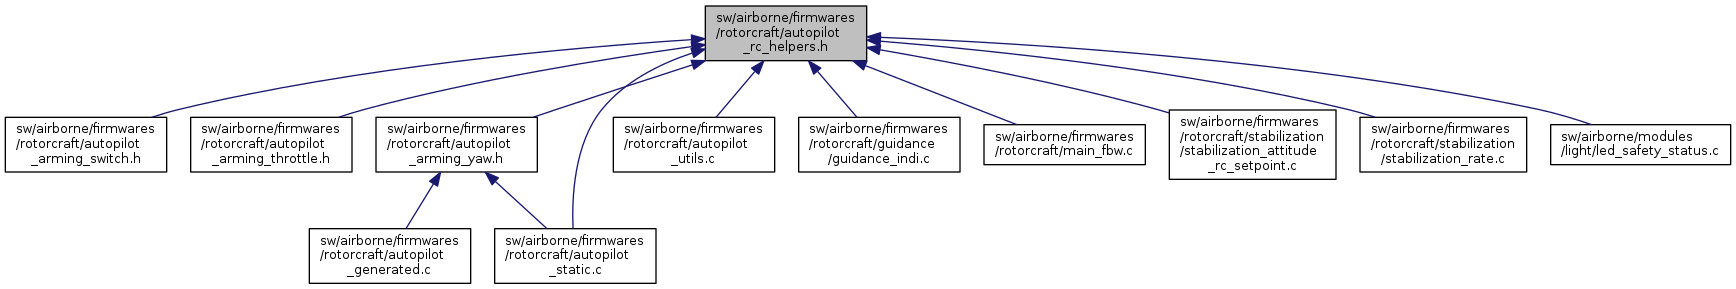 sw/airborne/firmwares
/rotorcraft/autopilot
_rc_helpers.h
sw/airborne/firmwares
/rotorcraft/autopilot
_arming_switch.h
sw/airborne/firmwares
/rotorcraft/autopilot
_arming_throttle.h
sw/airborne/firmwares
/rotorcraft/autopilot
_arming_yaw.h
sw/airborne/firmwares
/rotorcraft/autopilot
_utils.c
sw/airborne/firmwares
/rotorcraft/guidance
/guidance_indi.c
sw/airborne/firmwares
/rotorcraft/main_fbw.c
sw/airborne/firmwares
/rotorcraft/stabilization
/stabilization_attitude
_rc_setpoint.c
sw/airborne/firmwares
/rotorcraft/stabilization
/stabilization_rate.c
sw/airborne/modules
/light/led_safety_status.c
sw/airborne/firmwares
/rotorcraft/autopilot
_generated.c
sw/airborne/firmwares
/rotorcraft/autopilot
_static.c